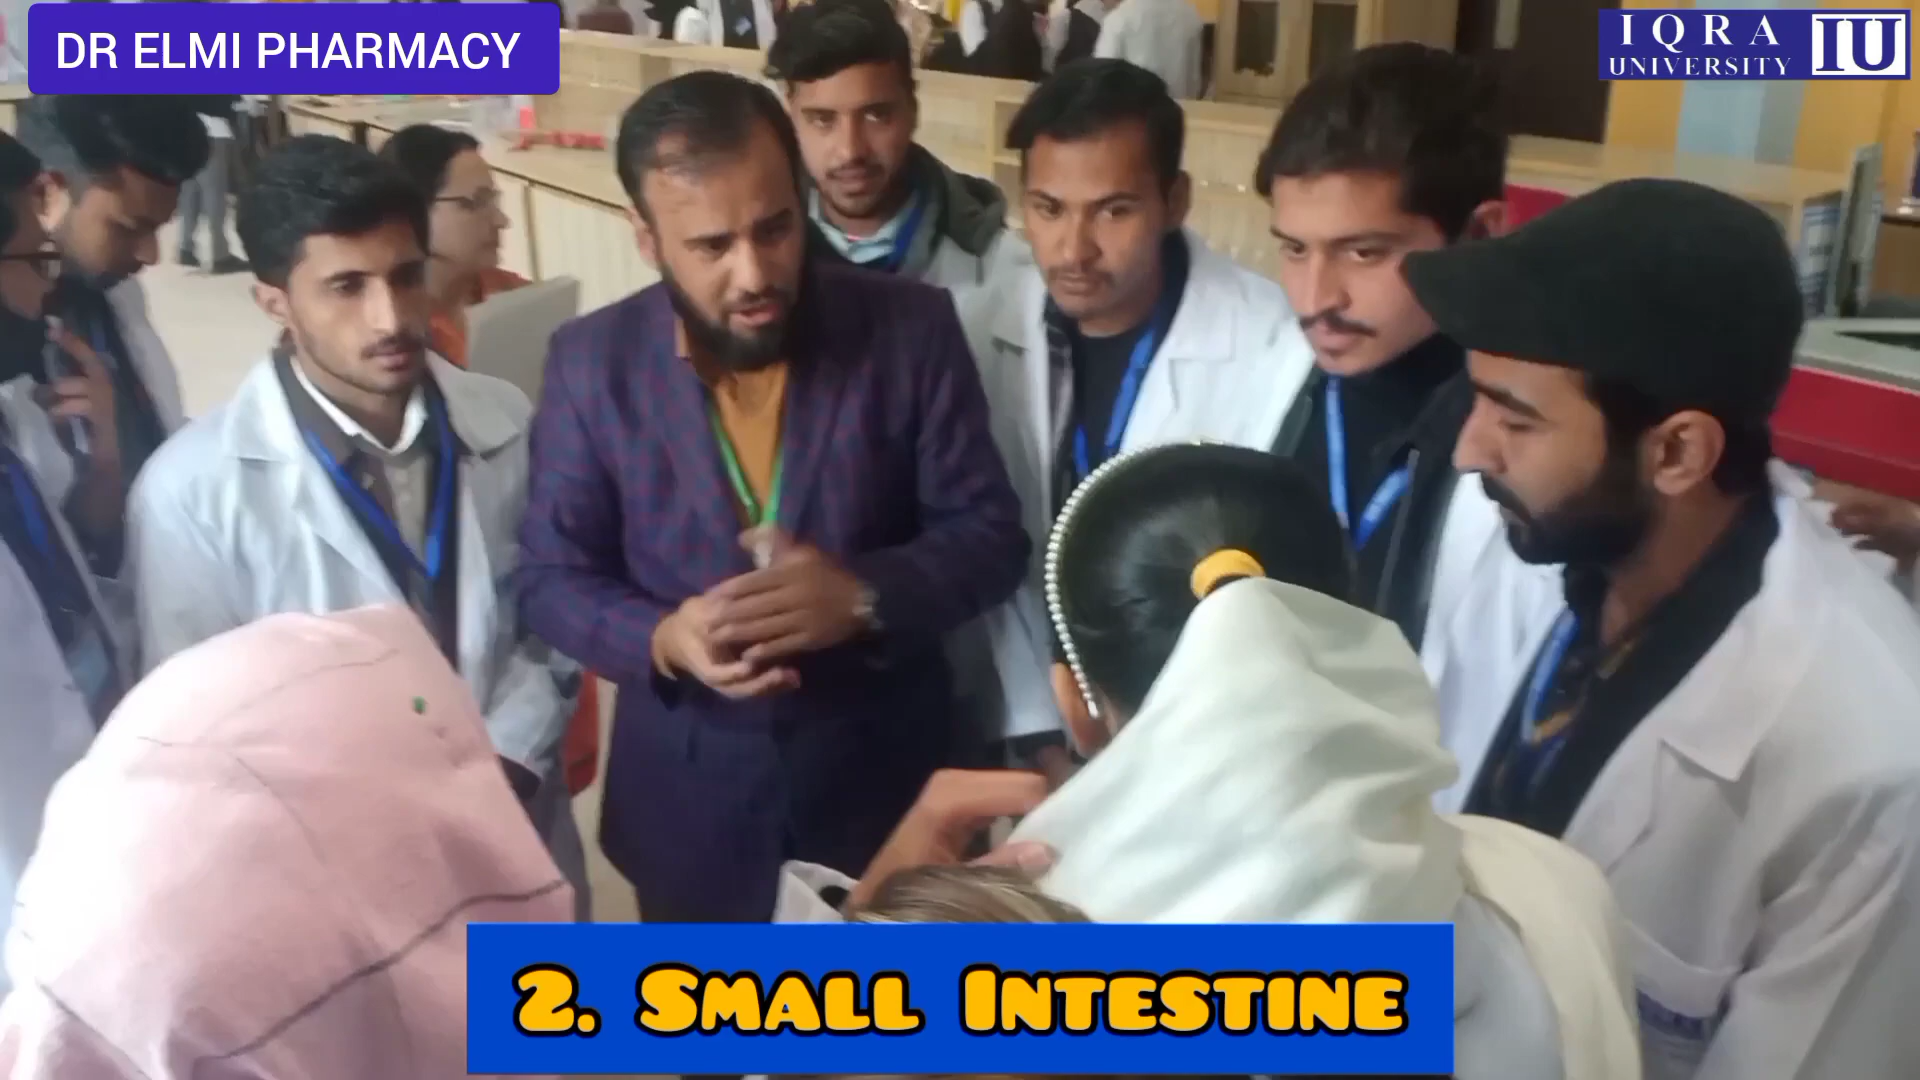 DR ELMI PHARMACY
IQRA
UNIVERSITY
IU
2. SMALL INTESTINE